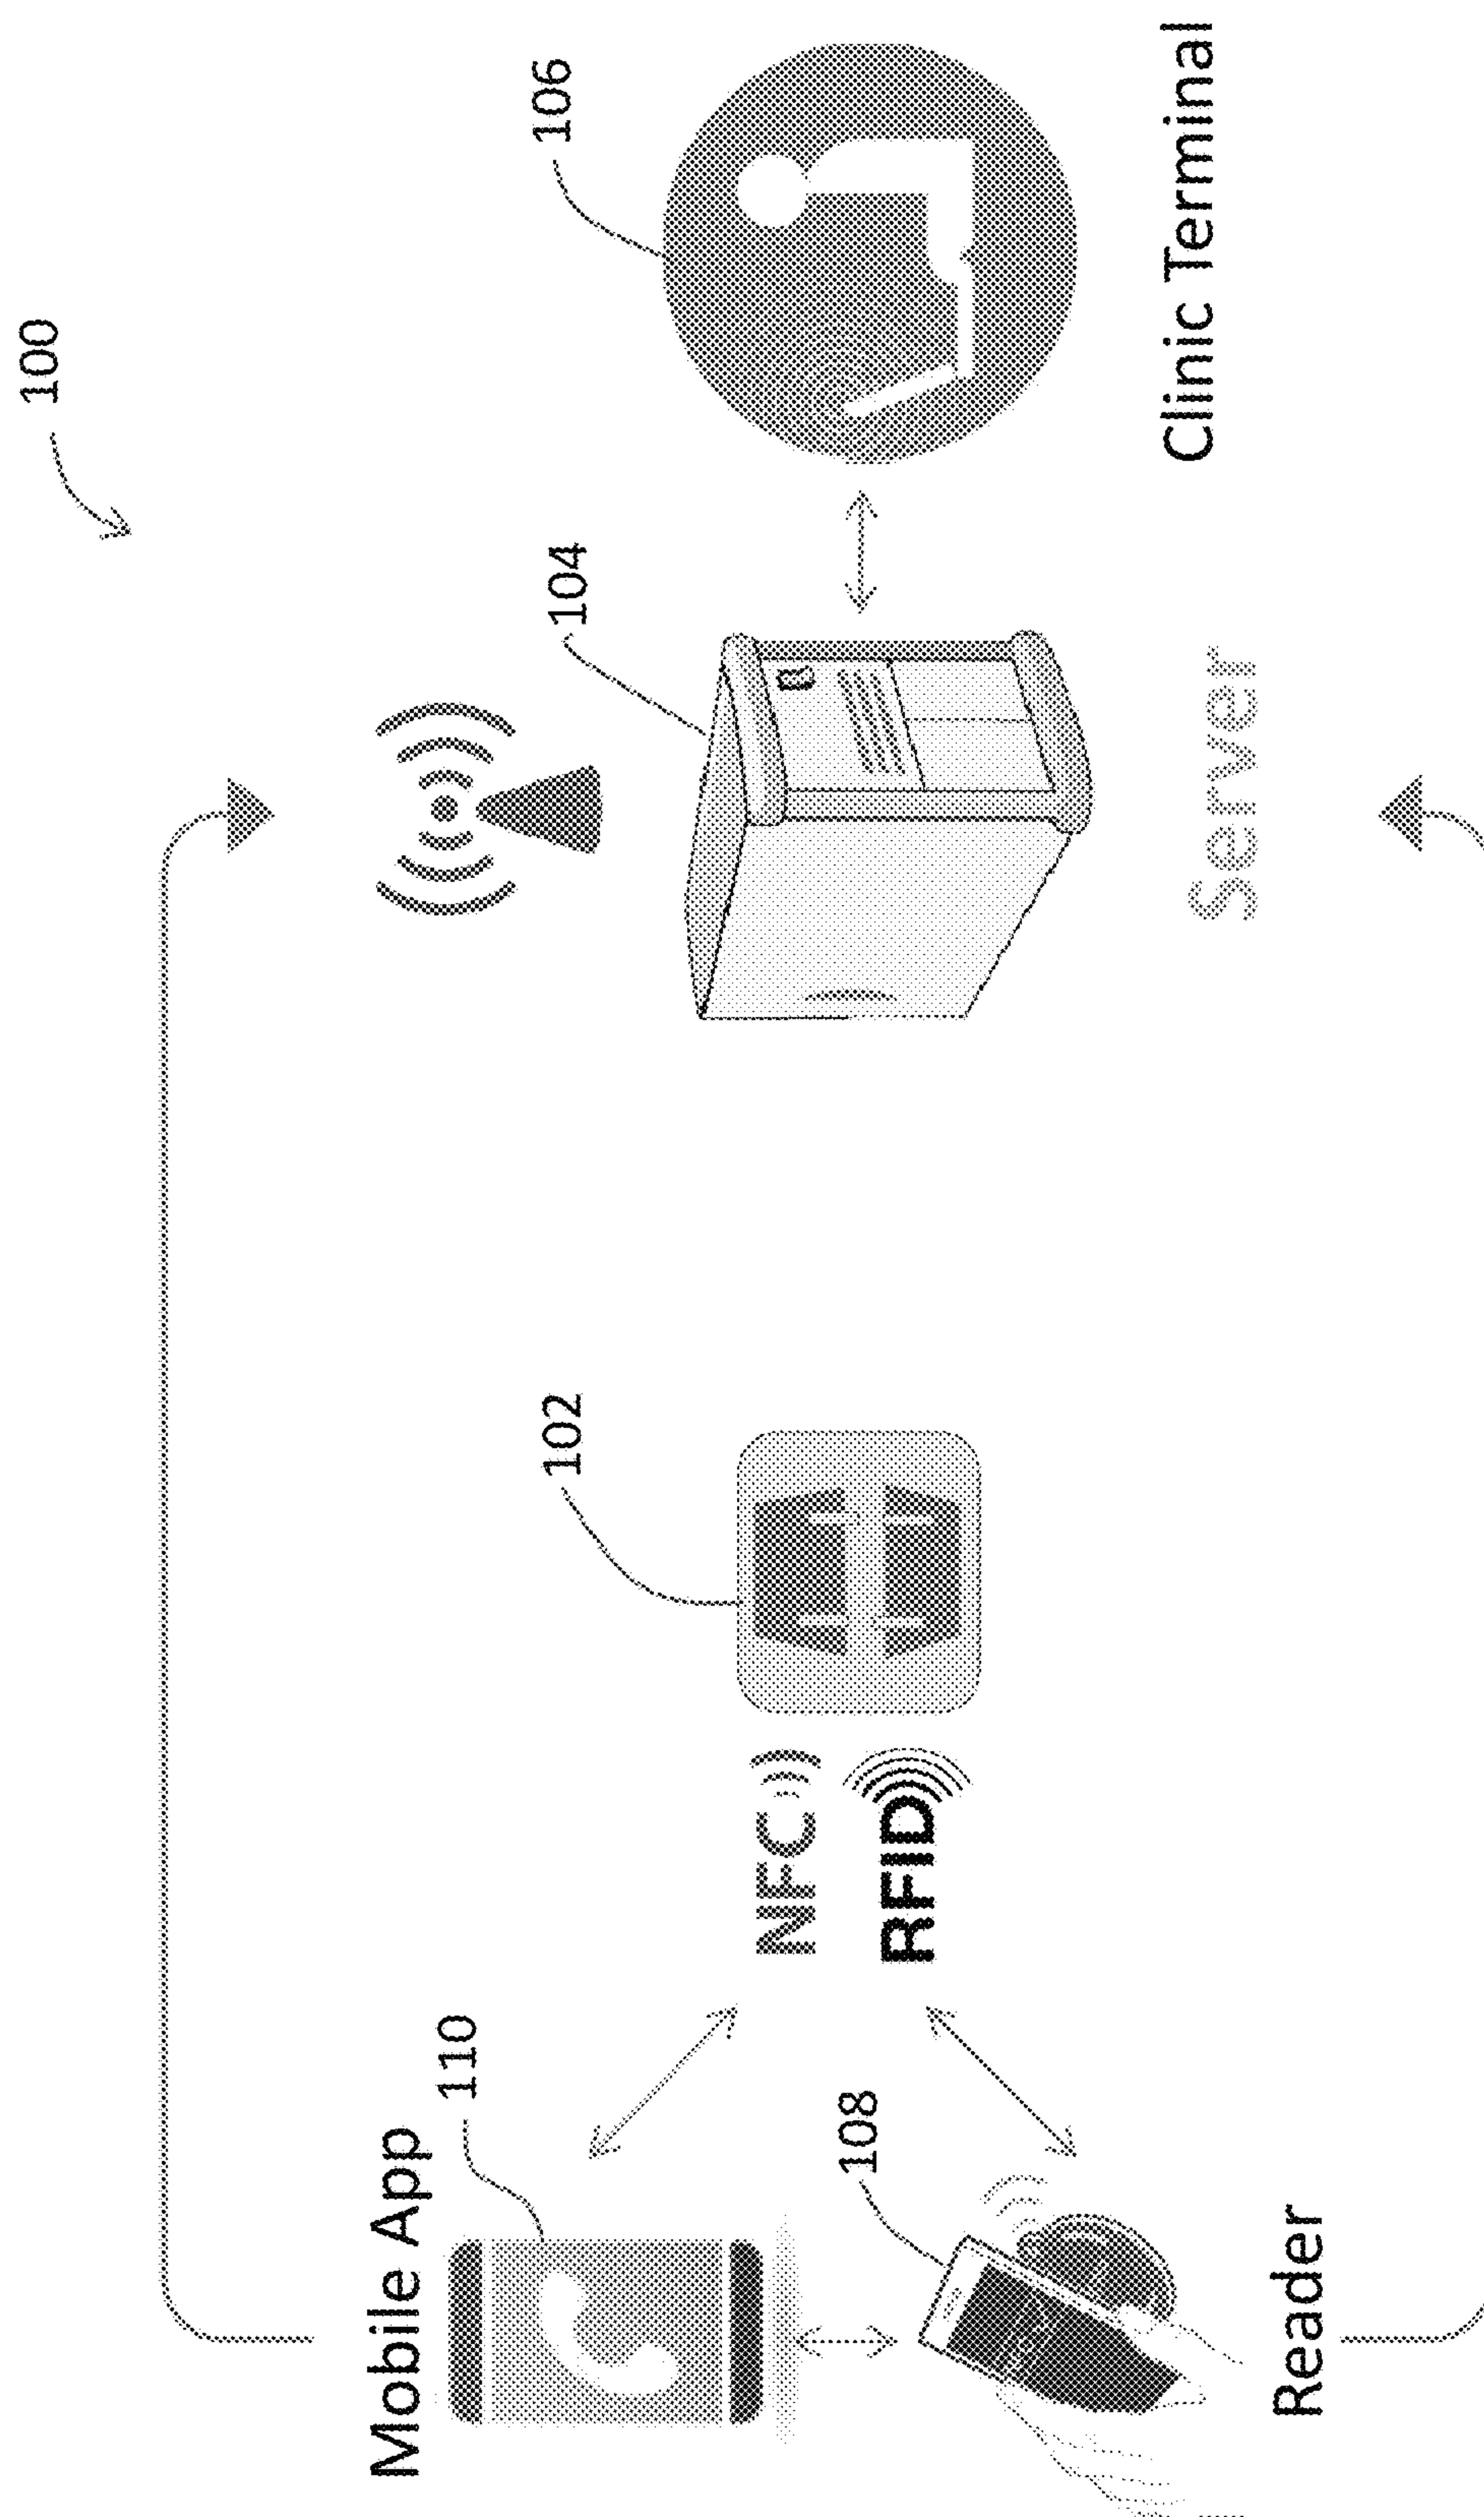 100
Mobile App
110
NFC
RFID
102
108
Reader
104
Server
106
Clinic Terminal